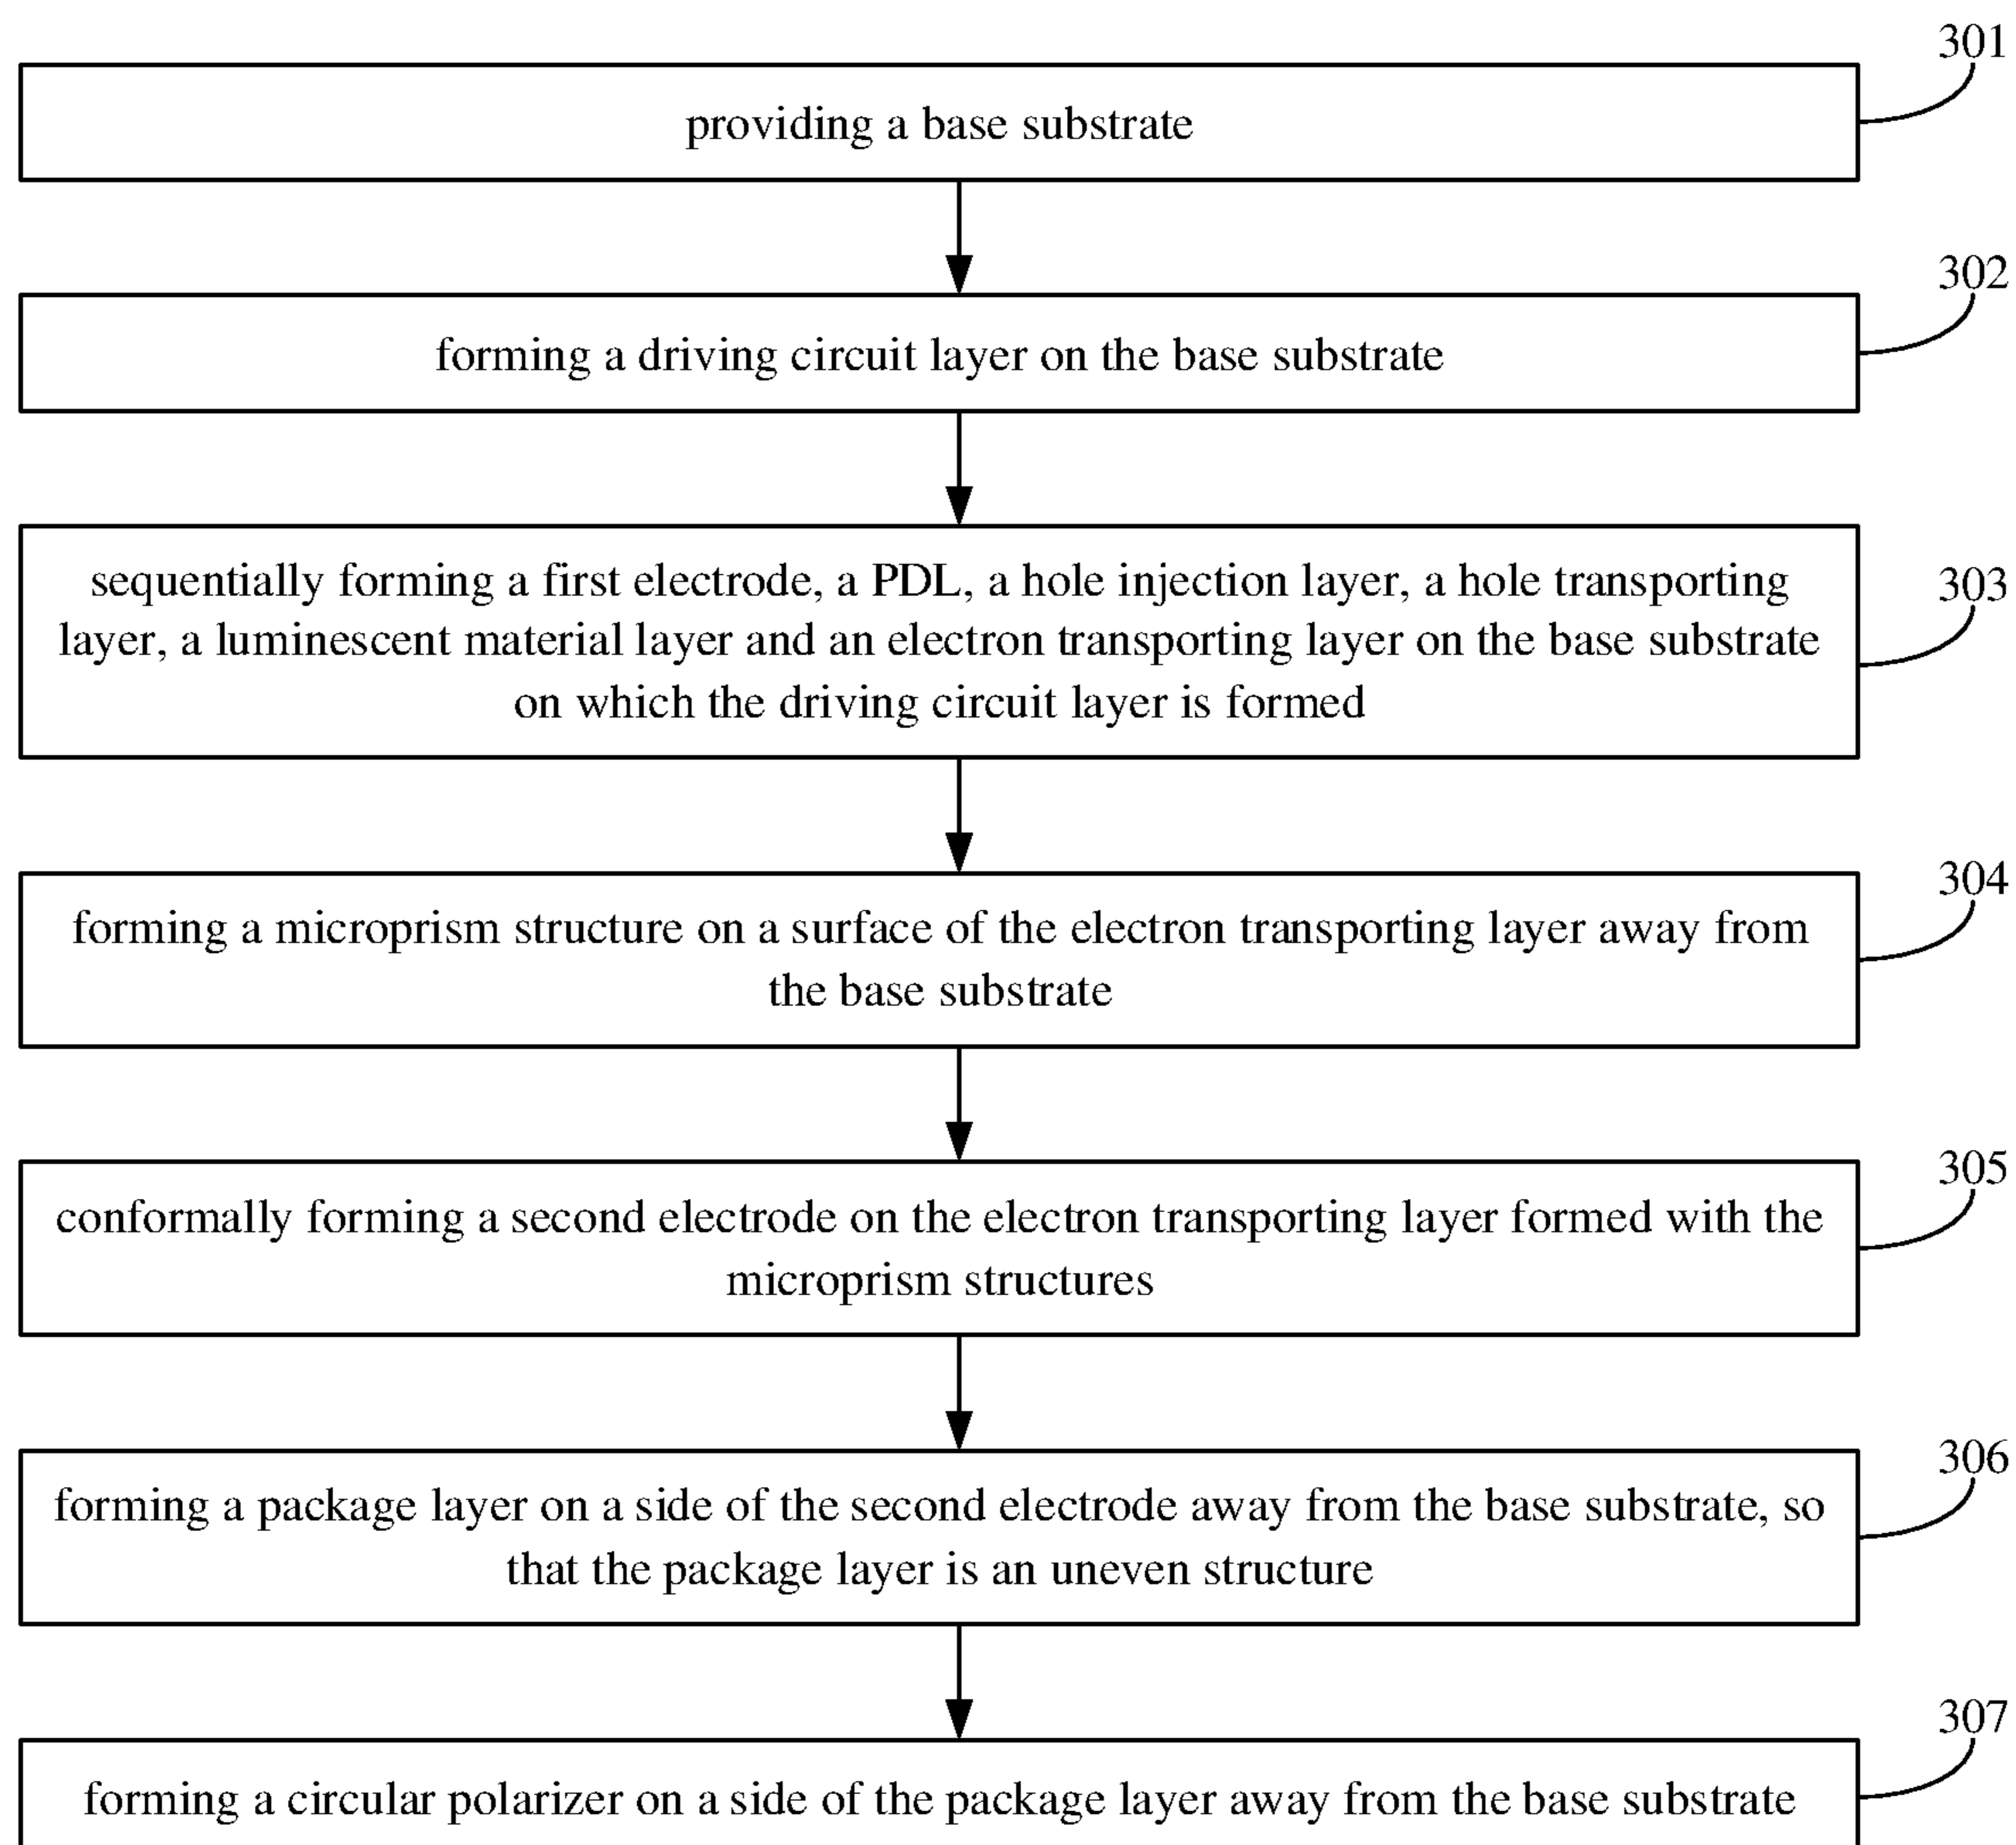 301
providing a base substrate
302
forming a driving circuit layer on the base substrate
303
sequentially forming a first electrode, a PDL, a hole injection layer, a hole transporting
layer, a luminescent material layer and an electron transporting layer on the base substrate
on which the driving circuit layer is formed
304
forming a microprism structure on a surface of the electron transporting layer away from
the base substrate
305
conformally forming a second electrode on the electron transporting layer formed with the
microprism structures
306
forming a package layer on a side of the second electrode away from the base substrate, so
that the package layer is an uneven structure
307
forming a circular polarizer on a side of the package layer away from the base substrate